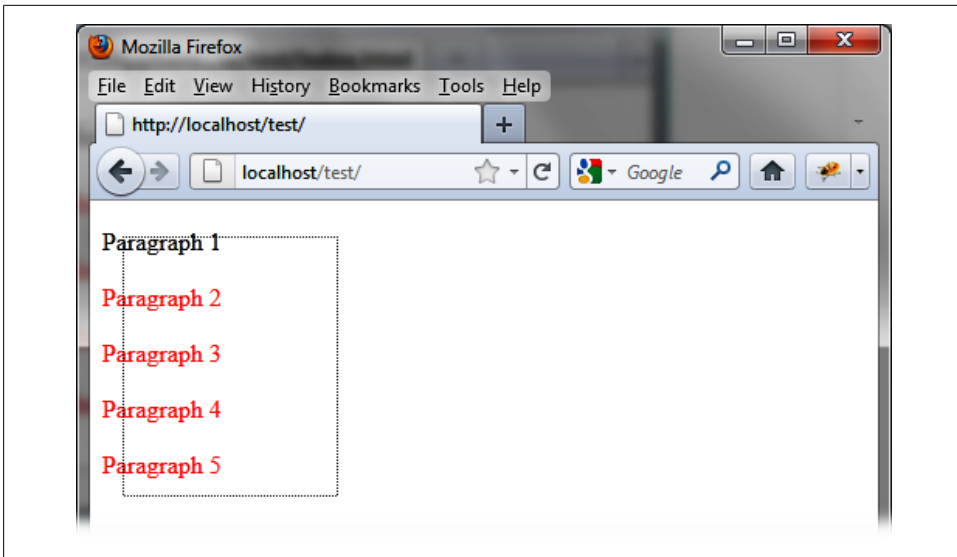 Mozilla Firefox
File Edit View History Bookmarks Tools Help
http://localhost/test/
localhost/test/ Google
Paragraph 1
Paragraph 2
Paragraph 3
Paragraph 4
Paragraph 5